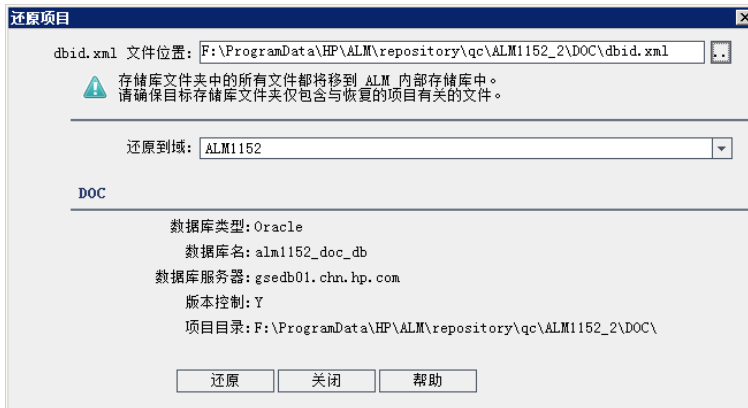 还原项目
dbid.xml 文件位置: F:\ProgramData\HP\ALM\repository\qc\ALM1152_2\DOC\dbid.xml ..
存储库文件夹中的所有文件都将移到 ALM 内部存储库中。
请确保目标存储库文件夹仅包含与恢复的项目有关的文件。
还原到域: ALM1152
DOC
数据库类型: Oracle
数据库名: alm1152_doc_db
数据库服务器: gsedb01.chn.hp.com
版本控制: Y
项目目录: F:\ProgramData\HP\ALM\repository\qc\ALM1152_2\DOC\
还原 关闭 帮助